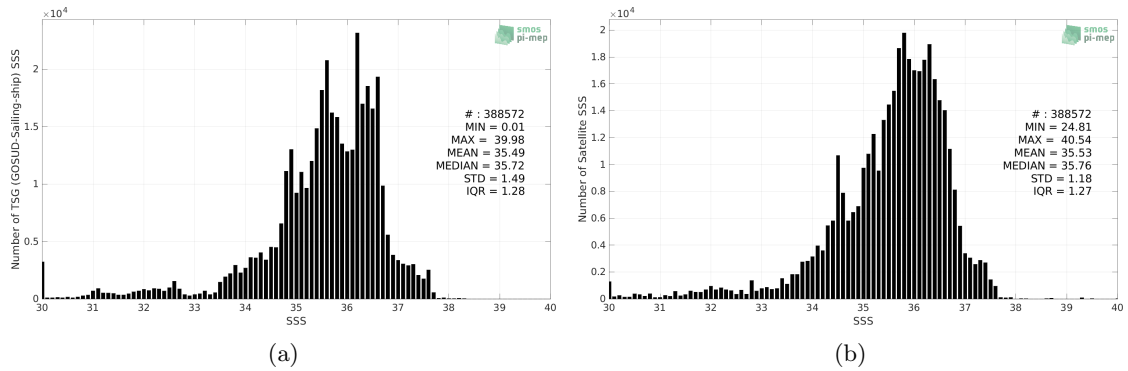 ×10⁴
smos
pi-mep
Number of TSG (GOSUD-Sailing-ship) SSS
2
1.5
1
0.5
0
# : 388572
MIN = 0.01
MAX = 39.98
MEAN = 35.49
MEDIAN = 35.72
STD = 1.49
IQR = 1.28
30 31 32 33 34 35 36 37 38 39 40
SSS
(a)
×10⁴
smos
pi-mep
Number of Satellite SSS
2
1.8
1.6
1.4
1.2
1
0.8
0.6
0.4
0.2
0
# : 388572
MIN = 24.81
MAX = 40.54
MEAN = 35.53
MEDIAN = 35.76
STD = 1.18
IQR = 1.27
30 31 32 33 34 35 36 37 38 39 40
SSS
(b)